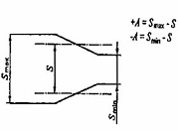 +A = Smax - S
-A = Smin - S
Smax
S
Smin